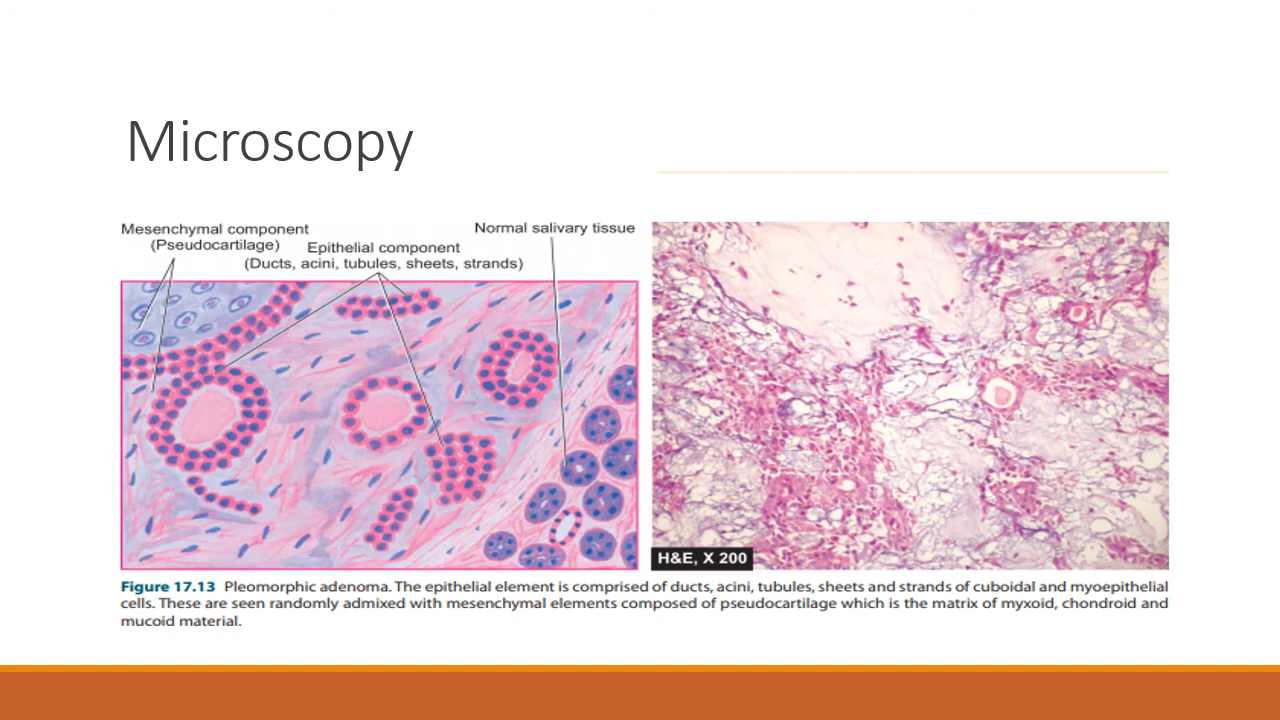 Microscopy
Mesenchymal component
(Pseudocartilage)
Epithelial component
(Ducts, acini, tubules, sheets, strands)
Normal salivary tissue
H&E, X 200
Figure 17.13 Pleomorphic adenoma. The epithelial element is comprised of ducts, acini, tubules, sheets and strands of cuboidal and myoepithelial
cells. These are seen randomly admixed with mesenchymal elements composed of pseudocartilage which is the matrix of myxoid, chondroid and
mucoid material.